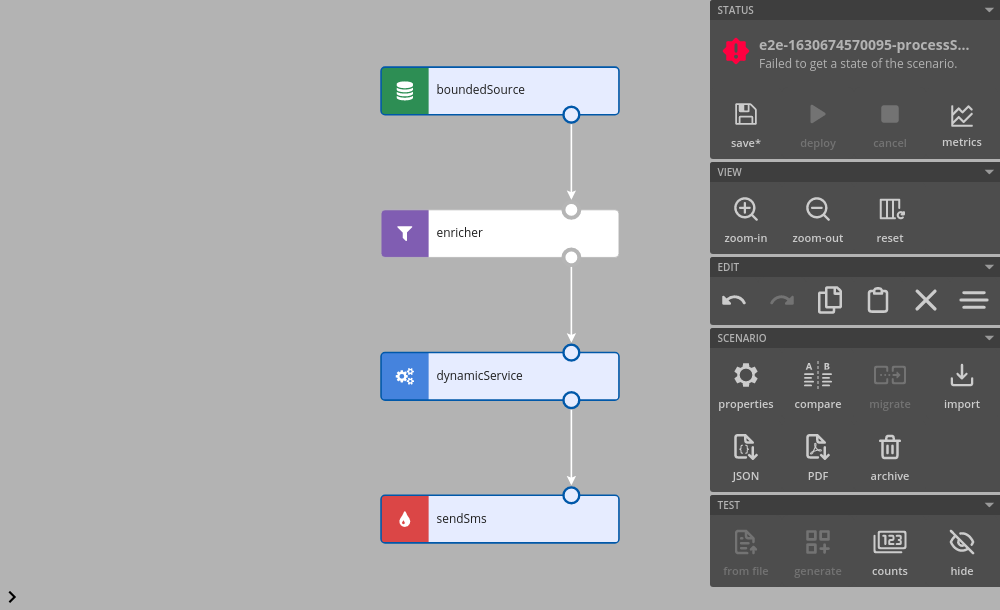 boundedSource
enricher
dynamicService
sendSms
STATUS
e2e-1630674570095-processS...
Failed to get a state of the scenario.
save* deploy cancel metrics
VIEW
zoom-in zoom-out reset
EDIT
SCENARIO
A B
properties compare migrate import
{}
JSON PDF archive
TEST
123
from file generate counts hide